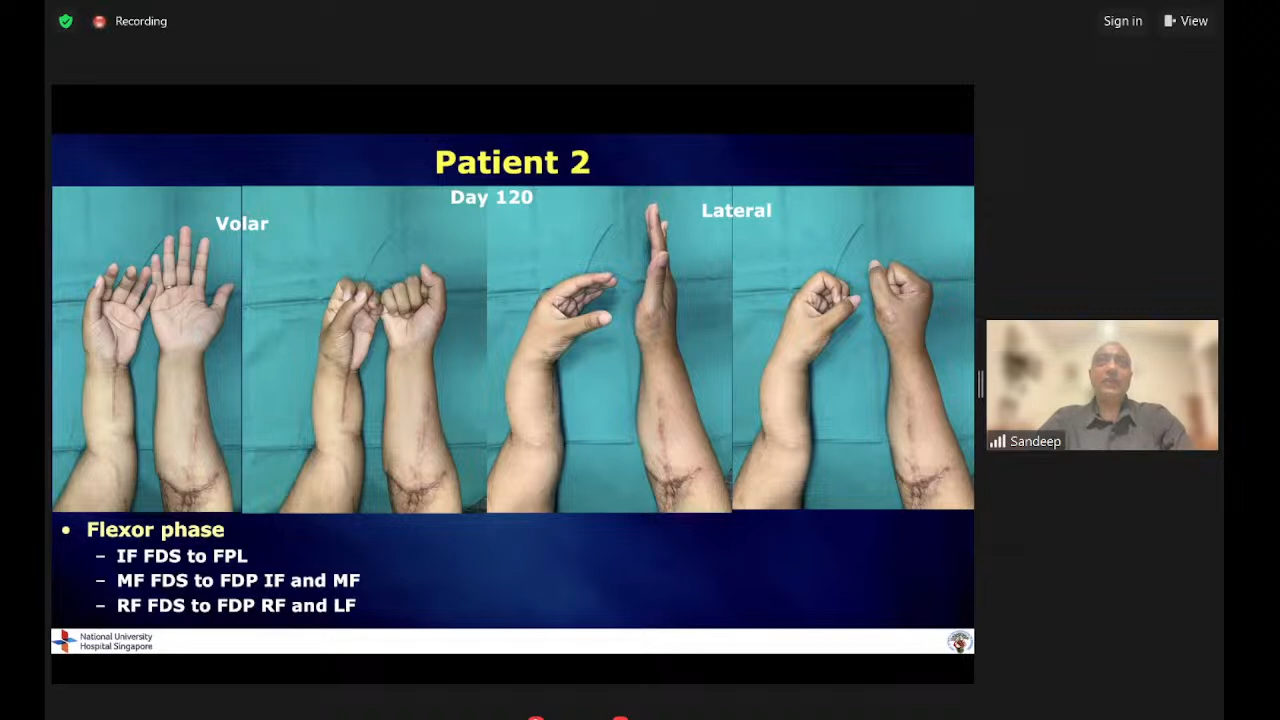 Recording
Sign in
View
Patient 2
Day 120
Volar
Lateral
Sandeep
• Flexor phase
– IF FDS to FPL
– MF FDS to FDP IF and MF
– RF FDS to FDP RF and LF
National University
Hospital Singapore